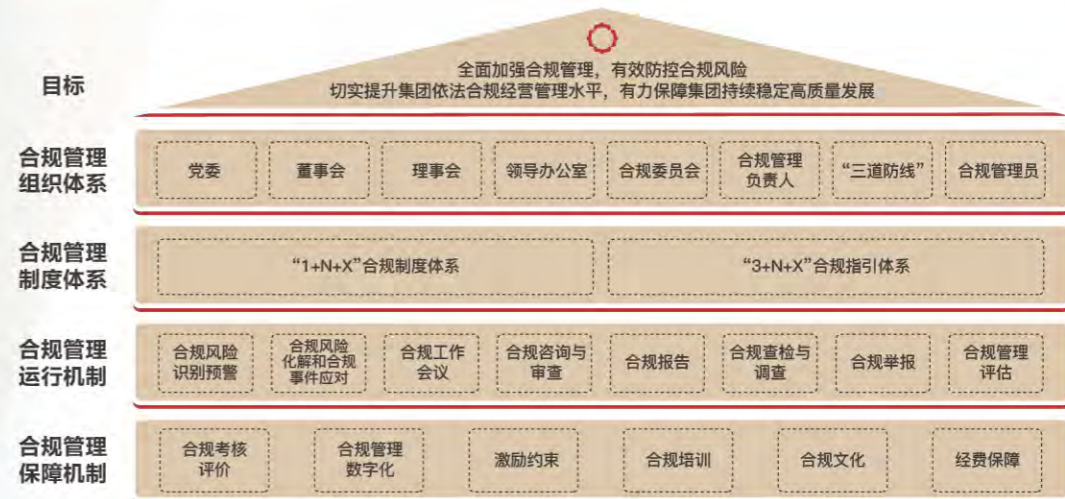 目标
全面加强合规管理，有效防控合规风险
切实提升集团依法合规经营管理水平，有力保障集团持续稳定高质量发展
合规管理
组织体系
党委
董事会
理事会
领导办公室
合规委员会
合规管理
负责人
“三道防线”
合规管理员
合规管理
制度体系
“1+N+X”合规制度体系
“3+N+X”合规指引体系
合规管理
运行机制
合规风险
识别预警
合规风险
化解和合规
事件应对
合规工作
会议
合规咨询与
审查
合规报告
合规查检与
调查
合规举报
合规管理
评估
合规管理
保障机制
合规考核
评价
合规管理
数字化
激励约束
合规培训
合规文化
经费保障